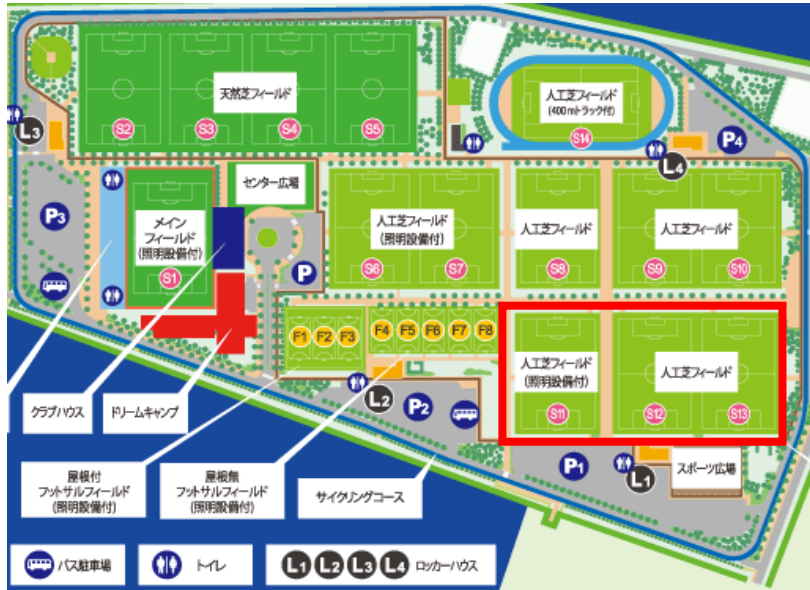 天然芝フィールド
S2
S3
S4
S5
人工芝フィールド
(400mトラック付)
S14
L3
P4
L4
P3
メイン
フィールド
(照明設備付)
S1
センター広場
P
人工芝フィールド
(照明設備付)
S6
S7
人工芝フィールド
S8
人工芝フィールド
S9
S10
F1
F2
F3
F4
F5
F6
F7
F8
人工芝フィールド
(照明設備付)
S11
人工芝フィールド
S12
S13
L2
P2
P1
L1
スポーツ広場
クラブハウス
ドリームキャンプ
屋根付
フットサルフィールド
(照明設備付)
屋根無
フットサルフィールド
(照明設備付)
サイクリングコース
バス駐車場
トイレ
L1 L2 L3 L4 ロッカーハウス